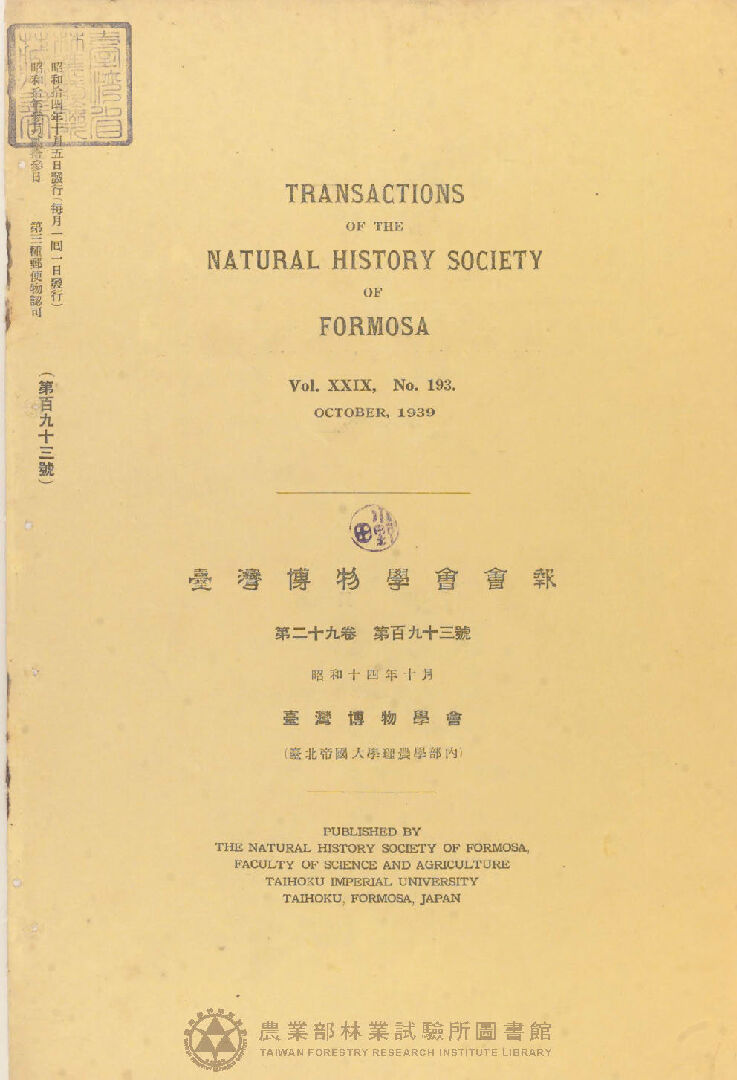 昭和拾四年十月五日發行(每月一回一日發行)
第三種郵便物認可
(第百九十三號)
TRANSACTIONS
OF THE
NATURAL HISTORY SOCIETY
OF
FORMOSA
Vol. XXIX, No. 193.
OCTOBER, 1939
臺灣博物學會會報
第二十九卷 第百九十三號
昭和十四年十月
臺灣博物學會
(臺北帝國大學理農學部內)
PUBLISHED BY
THE NATURAL HISTORY SOCIETY OF FORMOSA,
FACULTY OF SCIENCE AND AGRICULTURE
TAIHOKU IMPERIAL UNIVERSITY
TAIHOKU, FORMOSA, JAPAN
農業部林業試驗所圖書館
TAIWAN FORESTRY RESEARCH INSTITUTE LIBRARY